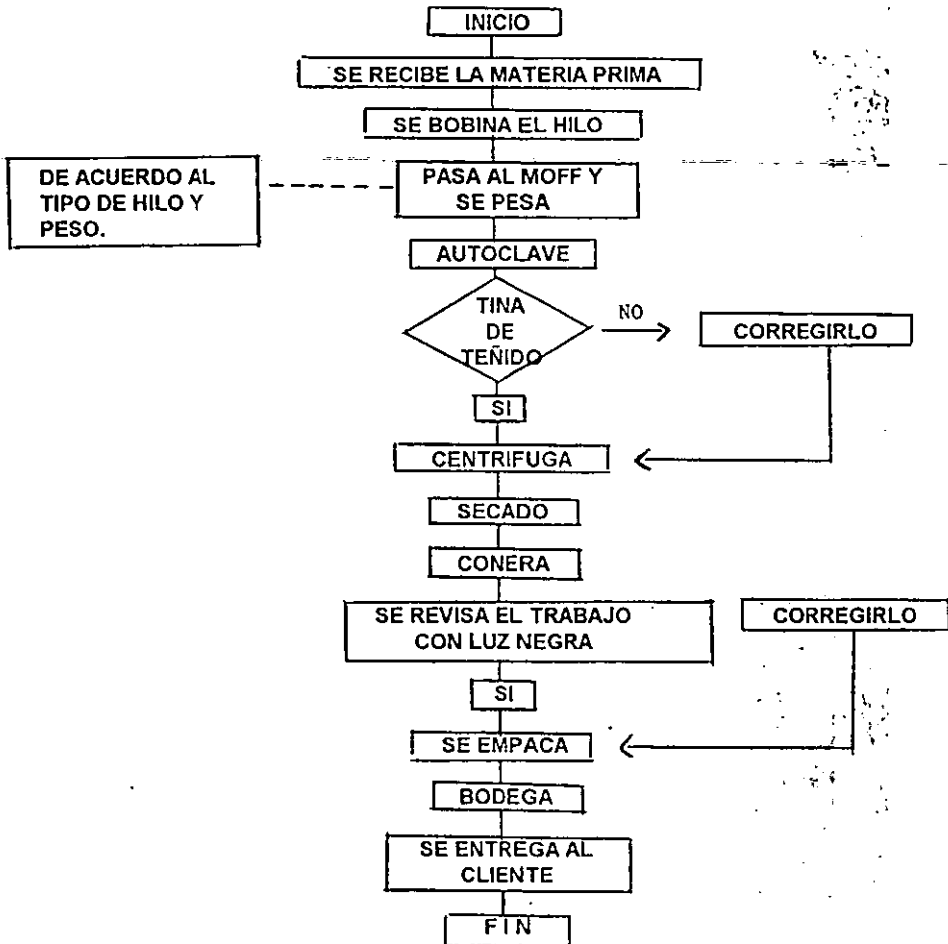 INICIO
SE RECIBE LA MATERIA PRIMA
SE BOBINA EL HILO
DE ACUERDO AL
TIPO DE HILO Y
PESO.
PASA AL MOFF Y
SE PESA
AUTOCLAVE
TINA
DE
TEÑIDO
NO
CORREGIRLO
SI
CENTRIFUGA
SECADO
CONERA
SE REVISA EL TRABAJO
CON LUZ NEGRA
CORREGIRLO
SI
SE EMPACA
BODEGA
SE ENTREGA AL
CLIENTE
FIN